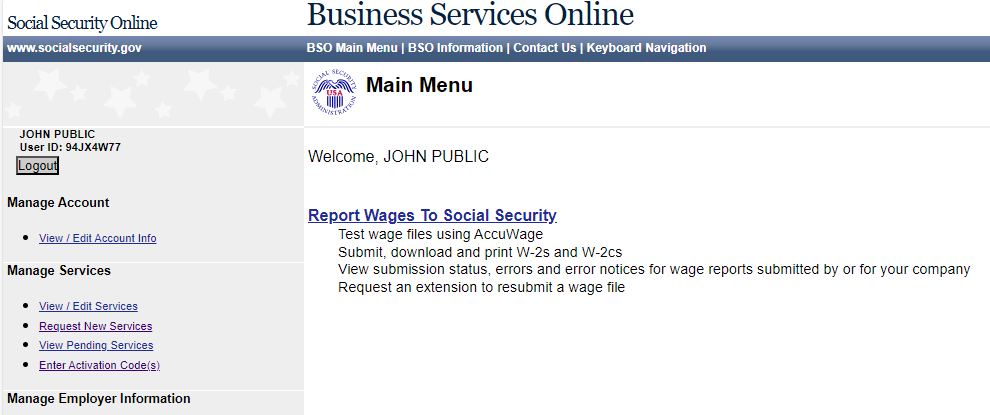 Social Security Online
Business Services Online
www.socialsecurity.gov
BSO Main Menu | BSO Information | Contact Us | Keyboard Navigation
SOCIAL SECURITY ADMINISTRATION
USA
Main Menu
JOHN PUBLIC
User ID: 94JX4W77
Logout
Manage Account
View / Edit Account Info
Manage Services
View / Edit Services
Request New Services
View Pending Services
Enter Activation Code(s)
Manage Employer Information
Welcome, JOHN PUBLIC
Report Wages To Social Security
Test wage files using AccuWage
Submit, download and print W-2s and W-2cs
View submission status, errors and error notices for wage reports submitted by or for your company
Request an extension to resubmit a wage file